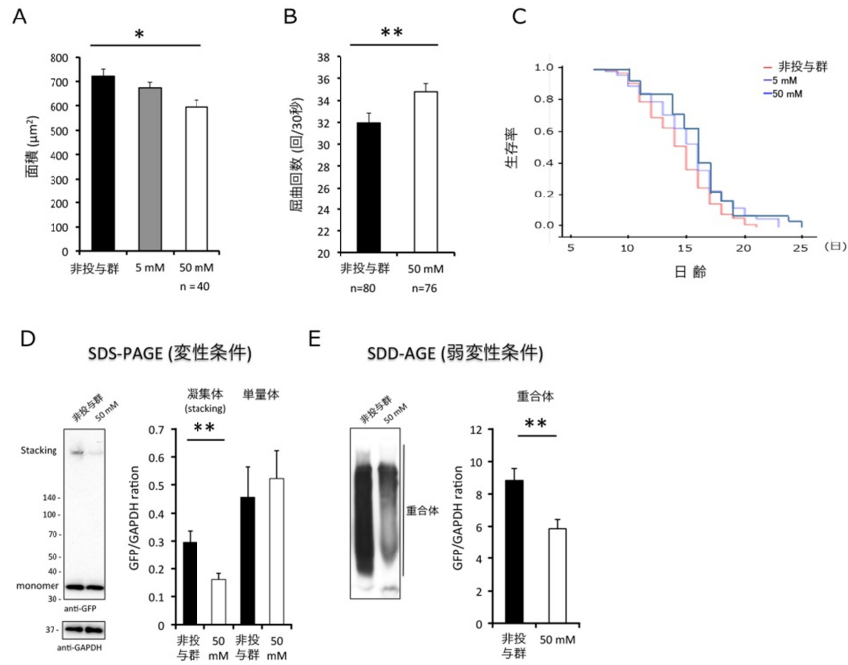 A
*
800
700
600
500
400
300
200
100
0
面積 (μm²)
非投与群 5 mM 50 mM
n = 40
B
**
38
36
34
32
30
28
26
24
22
20
屈曲回数 (回/30秒)
非投与群 50 mM
n=80 n=76
C
非投与群
5 mM
50 mM
1.0
0.8
0.6
0.4
0.2
0.0
生存率
5 10 15 20 25 (日)
日 齢
D
SDS-PAGE (変性条件)
非投与群 50 mM
Stacking
140 -
100 -
70 -
50 -
40 -
monomer
30 -
anti-GFP
37 -
anti-GAPDH
凝集体 単量体
(stacking)
**
0.7
0.6
0.5
0.4
0.3
0.2
0.1
0
GFP/GAPDH ration
非投与群 50 mM 非投与群 50 mM
E
SDD-AGE (弱変性条件)
非投与群 50 mM
重合体
重合体
**
12
10
8
6
4
2
0
GFP/GAPDH ration
非投与群 50 mM